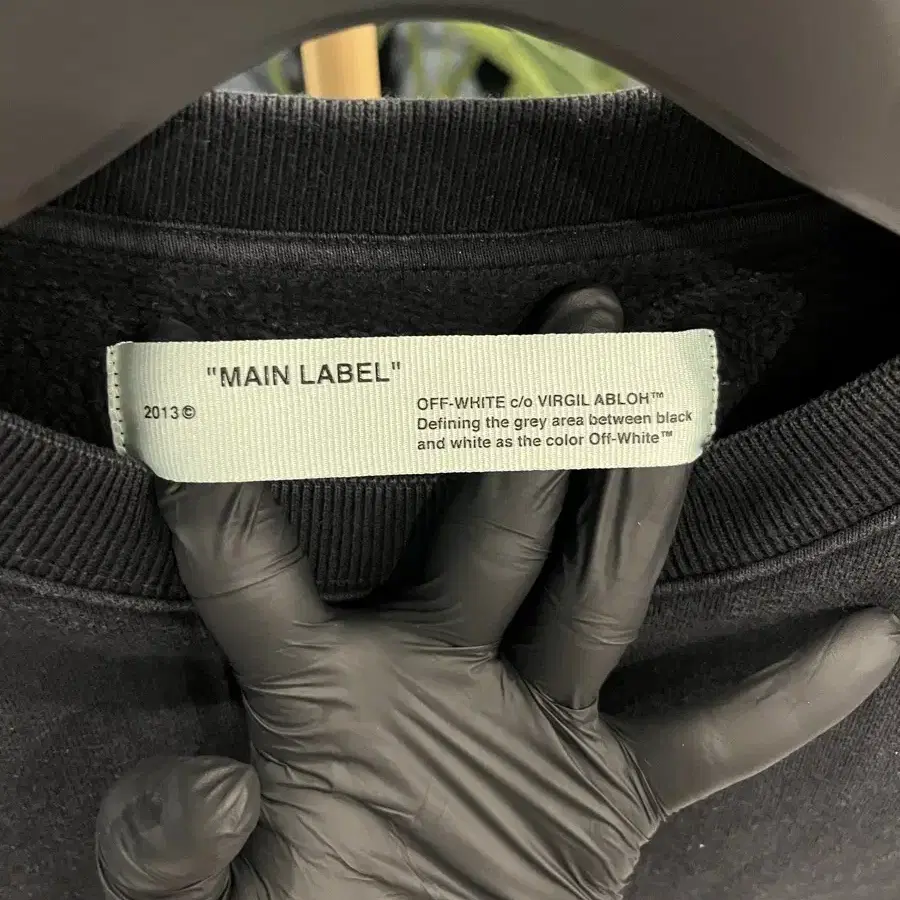 "MAIN LABEL"
2013©
OFF-WHITE c/o VIRGIL ABLOH™
Defining the grey area between black
and white as the color Off-White™